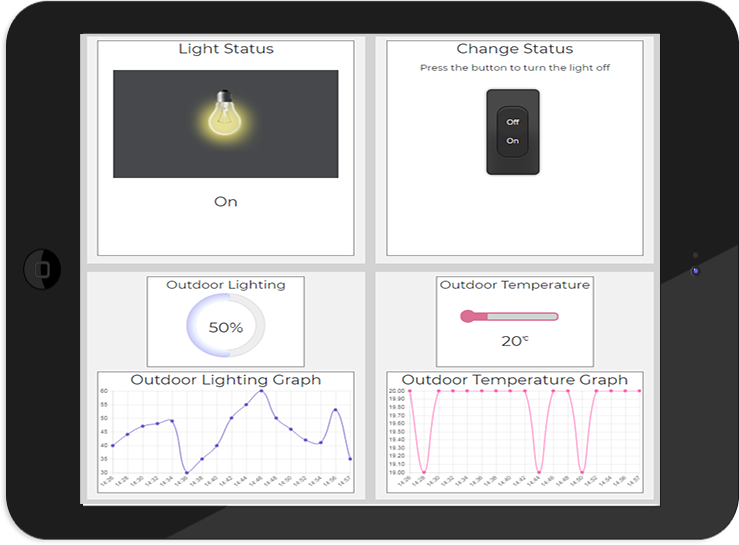 Light Status
On
Change Status
Press the button to turn the light off
Off
On
Outdoor Lighting
50%
Outdoor Temperature
20°c
Outdoor Lighting Graph
60
55
50
45
40
35
30
14:26 14:28 14:30 14:32 14:34 14:36 14:38 14:40 14:42 14:44 14:46 14:48 14:50 14:52 14:54 14:56 14:57
Outdoor Temperature Graph
20.00
19.90
19.80
19.70
19.60
19.50
19.40
19.30
19.20
19.10
19.00
14:26 14:28 14:30 14:32 14:34 14:36 14:38 14:40 14:42 14:44 14:46 14:48 14:50 14:52 14:54 14:56 14:57